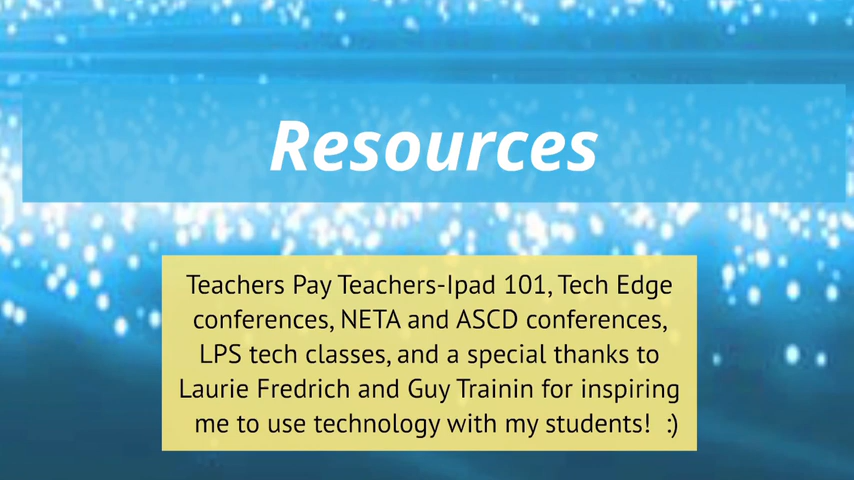 Resources
Teachers Pay Teachers-Ipad 101, Tech Edge
conferences, NETA and ASCD conferences,
LPS tech classes, and a special thanks to
Laurie Fredrich and Guy Trainin for inspiring
me to use technology with my students!  :)